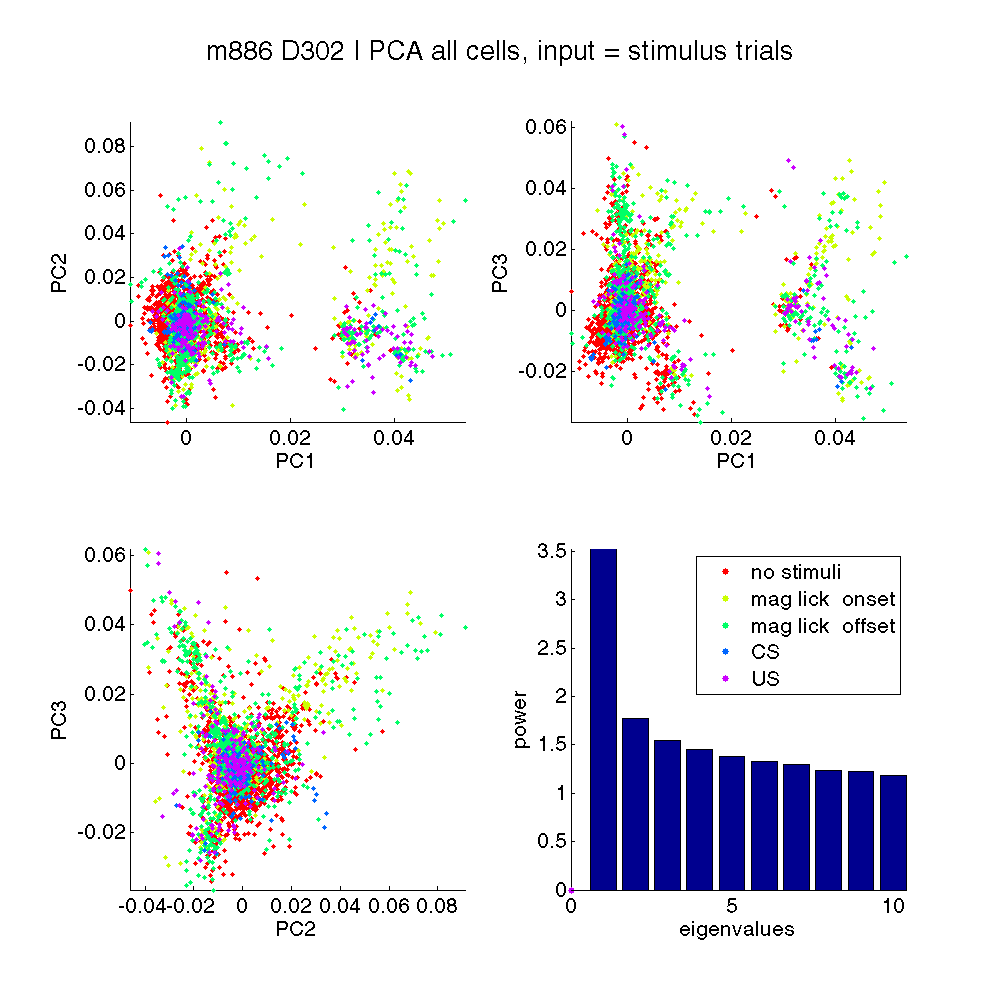 m886 D302 | PCA all cells, input = stimulus trials
0.08
0.06
0.04
0.02
0
-0.02
-0.04
PC2
0 0.02 0.04
PC1
0.06
0.04
0.02
0
-0.02
PC3
0 0.02 0.04
PC1
0.06
0.04
0.02
0
-0.02
PC3
-0.04 -0.02 0 0.02 0.04 0.06 0.08
PC2
3.5
3
2.5
2
1.5
1
0.5
0
power
0 5 10
eigenvalues
no stimuli
mag lick onset
mag lick offset
CS
US